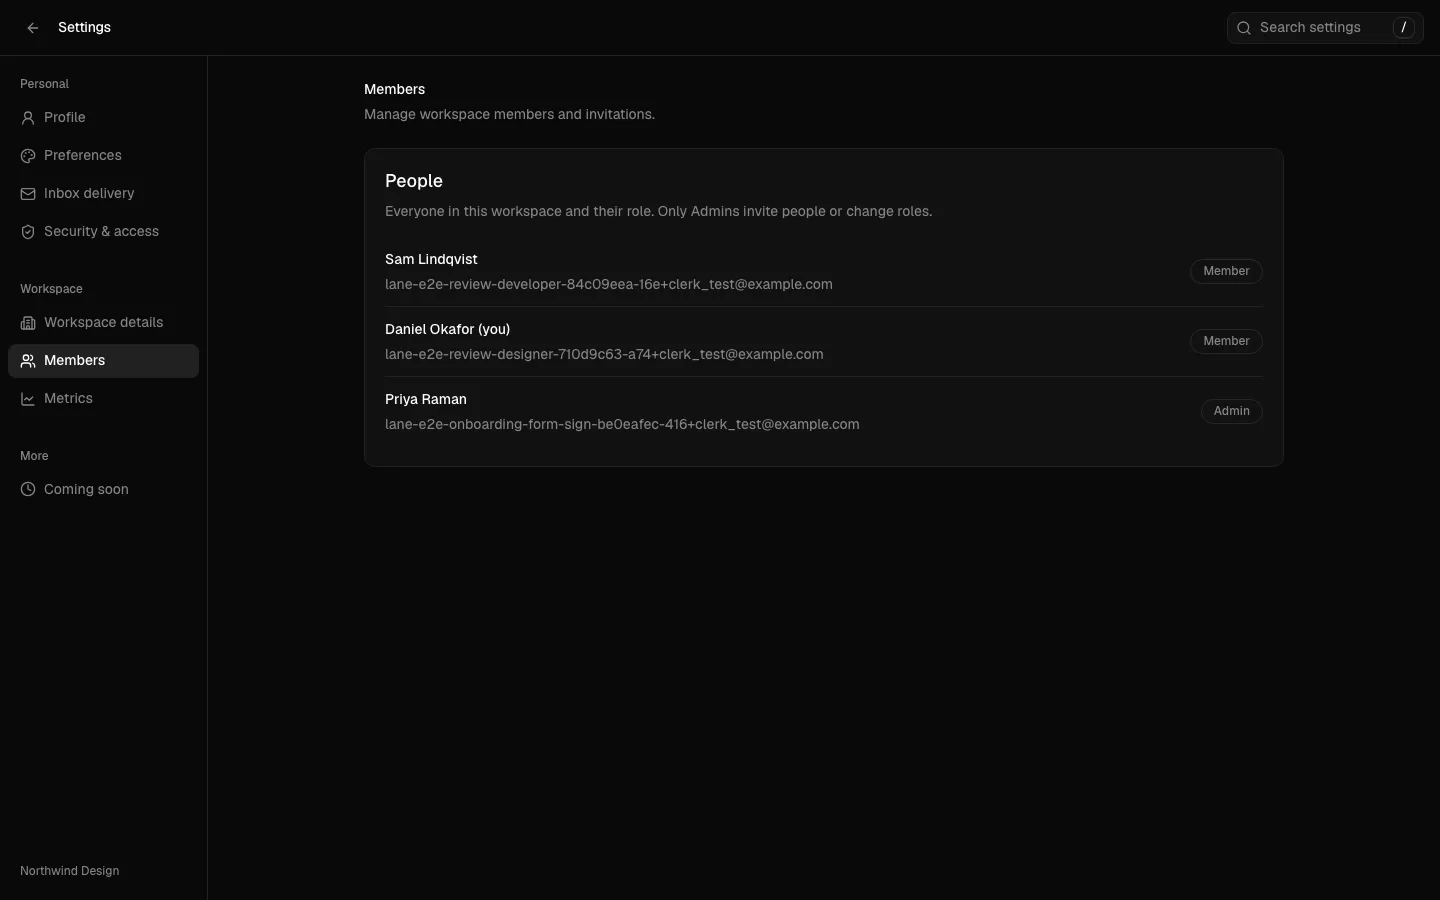 Settings
Search settings /
Personal
Profile
Preferences
Inbox delivery
Security & access
Workspace
Workspace details
Members
Metrics
More
Coming soon
Northwind Design
Members
Manage workspace members and invitations.
People
Everyone in this workspace and their role. Only Admins invite people or change roles.
Sam Lindqvist
lane-e2e-review-developer-84c09eea-16e+clerk_test@example.com
Member
Daniel Okafor (you)
lane-e2e-review-designer-710d9c63-a74+clerk_test@example.com
Member
Priya Raman
lane-e2e-onboarding-form-sign-be0eafec-416+clerk_test@example.com
Admin